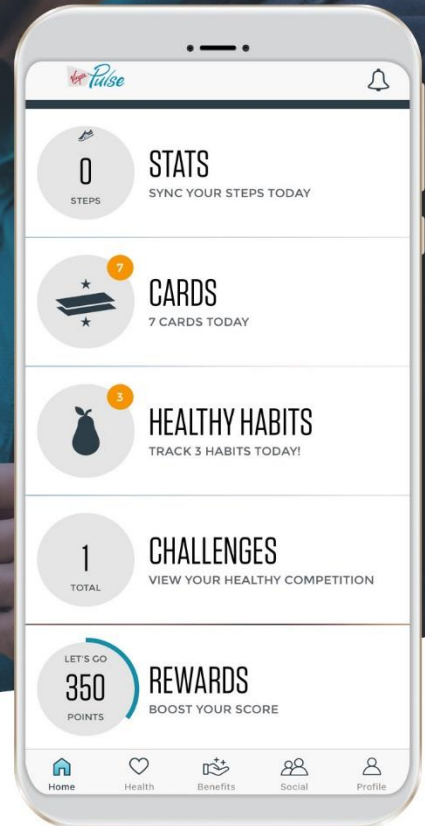 Virgin Pulse
0
STEPS
STATS
SYNC YOUR STEPS TODAY
7
CARDS
7 CARDS TODAY
3
HEALTHY HABITS
TRACK 3 HABITS TODAY!
1
TOTAL
CHALLENGES
VIEW YOUR HEALTHY COMPETITION
LET'S GO
350
POINTS
REWARDS
BOOST YOUR SCORE
Home Health Benefits Social Profile